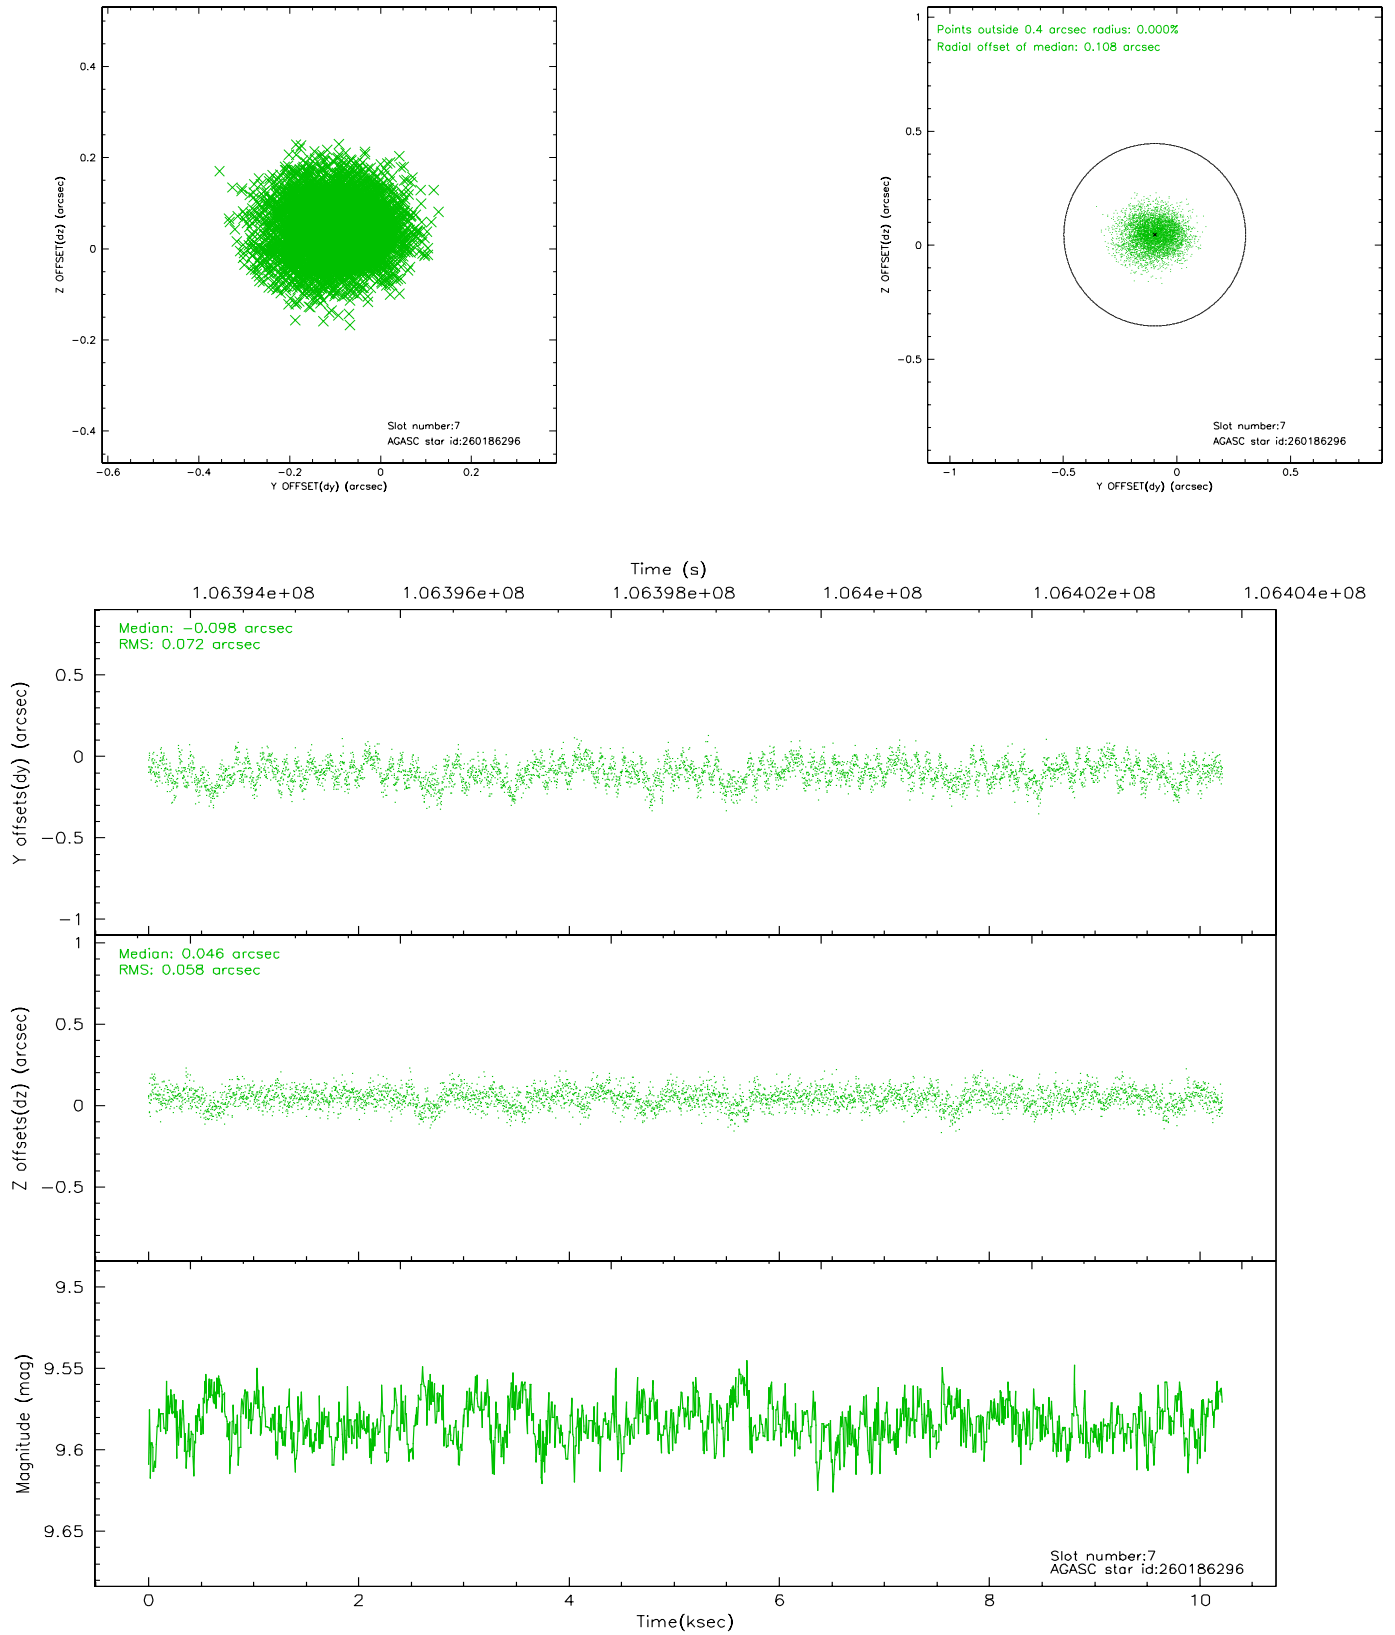 0.4
0.2
0
−0.2
−0.4
Z OFFSET(dz) (arcsec)
Slot number:7
AGASC star id:260186296
−0.6 −0.4 −0.2 0 0.2
Y OFFSET(dy) (arcsec)
Points outside 0.4 arcsec radius: 0.000%
Radial offset of median: 0.108 arcsec
1
0.5
0
−0.5
Z OFFSET(dz) (arcsec)
Slot number:7
AGASC star id:260186296
−1 −0.5 0 0.5
Y OFFSET(dy) (arcsec)
Time (s)
1.06394e+08 1.06396e+08 1.06398e+08 1.064e+08 1.06402e+08 1.06404e+08
Median: −0.098 arcsec
RMS: 0.072 arcsec
0.5
0
−0.5
−1
Y offsets(dy) (arcsec)
Median: 0.046 arcsec
RMS: 0.058 arcsec
1
0.5
0
−0.5
Z offsets(dz) (arcsec)
9.5
9.55
9.6
9.65
Magnitude (mag)
Slot number:7
AGASC star id:260186296
0 2 4 6 8 10
Time(ksec)